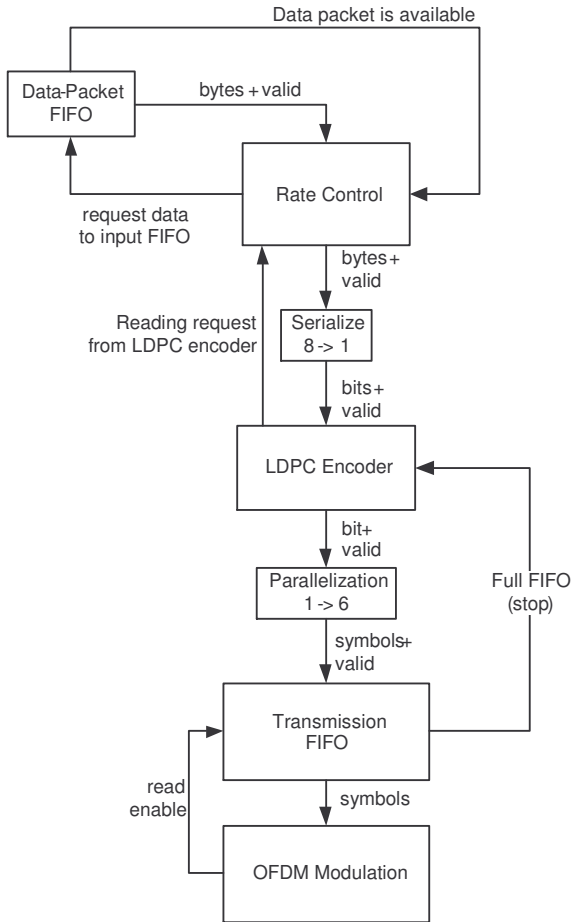 Data packet is available
Data-Packet
FIFO
bytes + valid
Rate Control
request data
to input FIFO
bytes+
valid
Reading request
from LDPC encoder
Serialize
8 -> 1
bits+
valid
LDPC Encoder
bit+
valid
Parallelization
1 -> 6
Full FIFO
(stop)
symbols+
valid
Transmission
FIFO
read
enable
symbols
OFDM Modulation